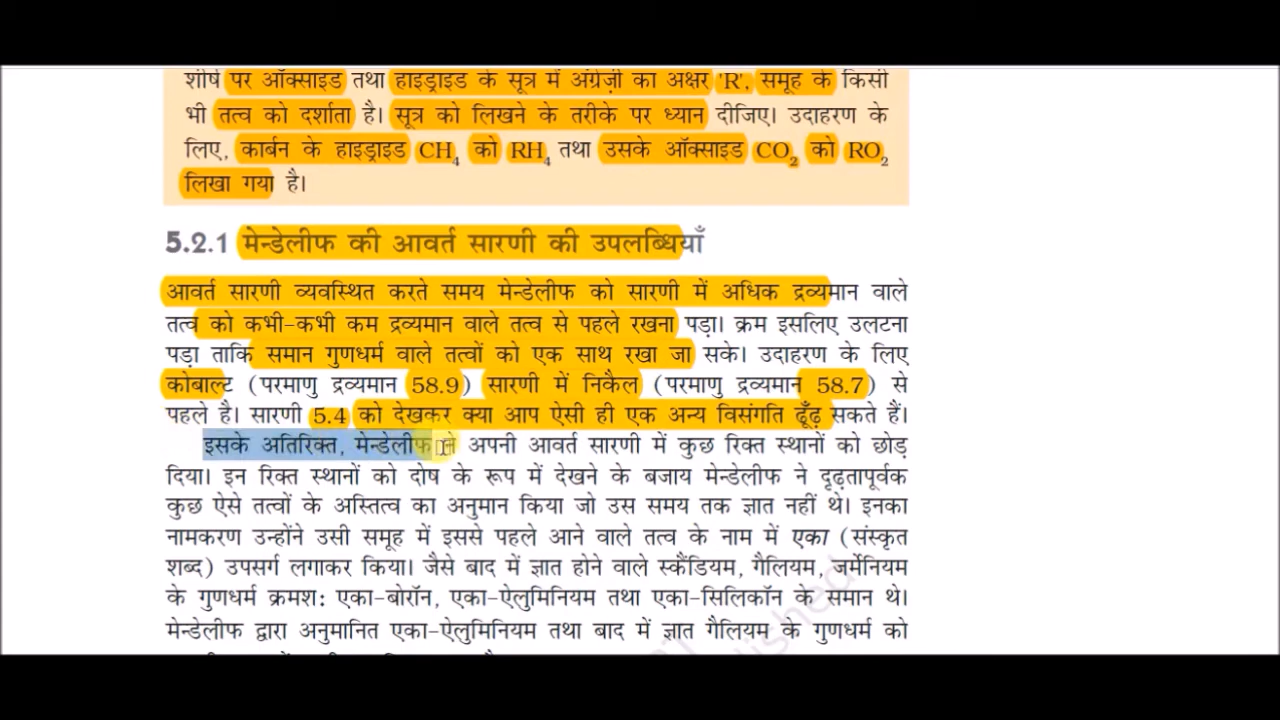 शीर्ष पर ऑक्साइड तथा हाइड्राइड के सूत्र में अंग्रेज़ी का अक्षर 'R', समूह के किसी
भी तत्व को दर्शाता है। सूत्र को लिखने के तरीके पर ध्यान दीजिए। उदाहरण के
लिए, कार्बन के हाइड्राइड CH₄ को RH₄ तथा उसके ऑक्साइड CO₂ को RO₂
लिखा गया है।
5.2.1 मेन्डेलीफ की आवर्त सारणी की उपलब्धियाँ
आवर्त सारणी व्यवस्थित करते समय मेन्डेलीफ को सारणी में अधिक द्रव्यमान वाले
तत्व को कभी-कभी कम द्रव्यमान वाले तत्व से पहले रखना पड़ा। क्रम इसलिए उलटना
पड़ा ताकि समान गुणधर्म वाले तत्वों को एक साथ रखा जा सके। उदाहरण के लिए
कोबाल्ट (परमाणु द्रव्यमान 58.9) सारणी में निकैल (परमाणु द्रव्यमान 58.7) से
पहले है। सारणी 5.4 को देखकर क्या आप ऐसी ही एक अन्य विसंगति ढूँढ़ सकते हैं।
इसके अतिरिक्त, मेन्डेलीफ ने अपनी आवर्त सारणी में कुछ रिक्त स्थानों को छोड़
दिया। इन रिक्त स्थानों को दोष के रूप में देखने के बजाय मेन्डेलीफ ने दृढ़तापूर्वक
कुछ ऐसे तत्वों के अस्तित्व का अनुमान किया जो उस समय तक ज्ञात नहीं थे। इनका
नामकरण उन्होंने उसी समूह में इससे पहले आने वाले तत्व के नाम में एका (संस्कृत
शब्द) उपसर्ग लगाकर किया। जैसे बाद में ज्ञात होने वाले स्कैंडियम, गैलियम, जर्मेनियम
के गुणधर्म क्रमश: एका-बोरॉन, एका-ऐलुमिनियम तथा एका-सिलिकॉन के समान थे।
मेन्डेलीफ द्वारा अनुमानित एका-ऐलुमिनियम तथा बाद में ज्ञात गैलियम के गुणधर्म को